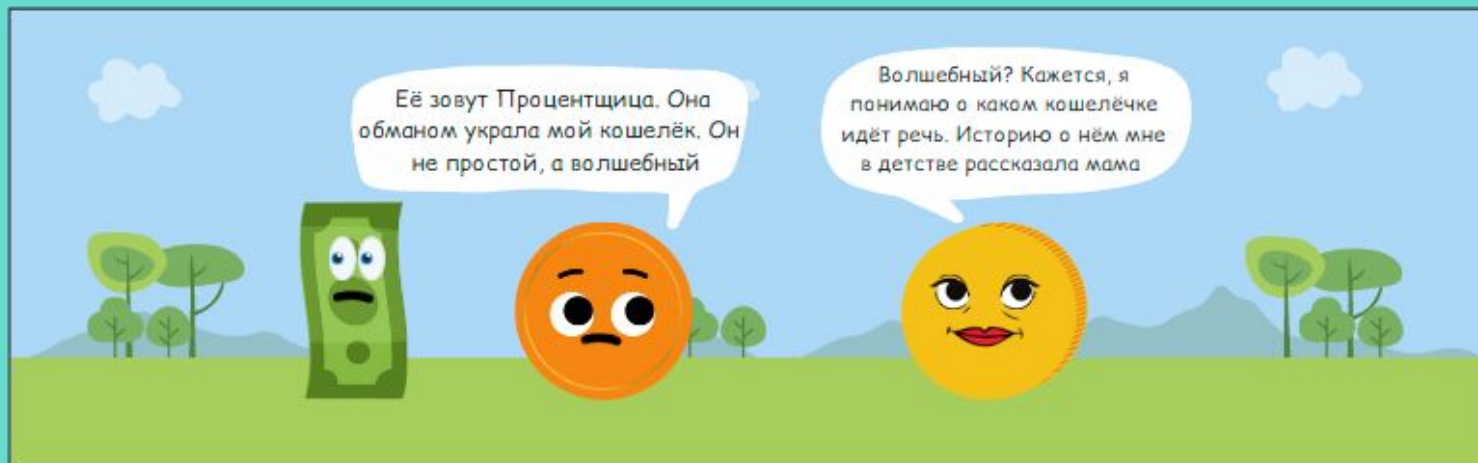 Её зовут Процентщица. Она
обманом украла мой кошелёк. Он
не простой, а волшебный
Волшебный? Кажется, я
понимаю о каком кошелёчке
идёт речь. Историю о нём мне
в детстве рассказала мама